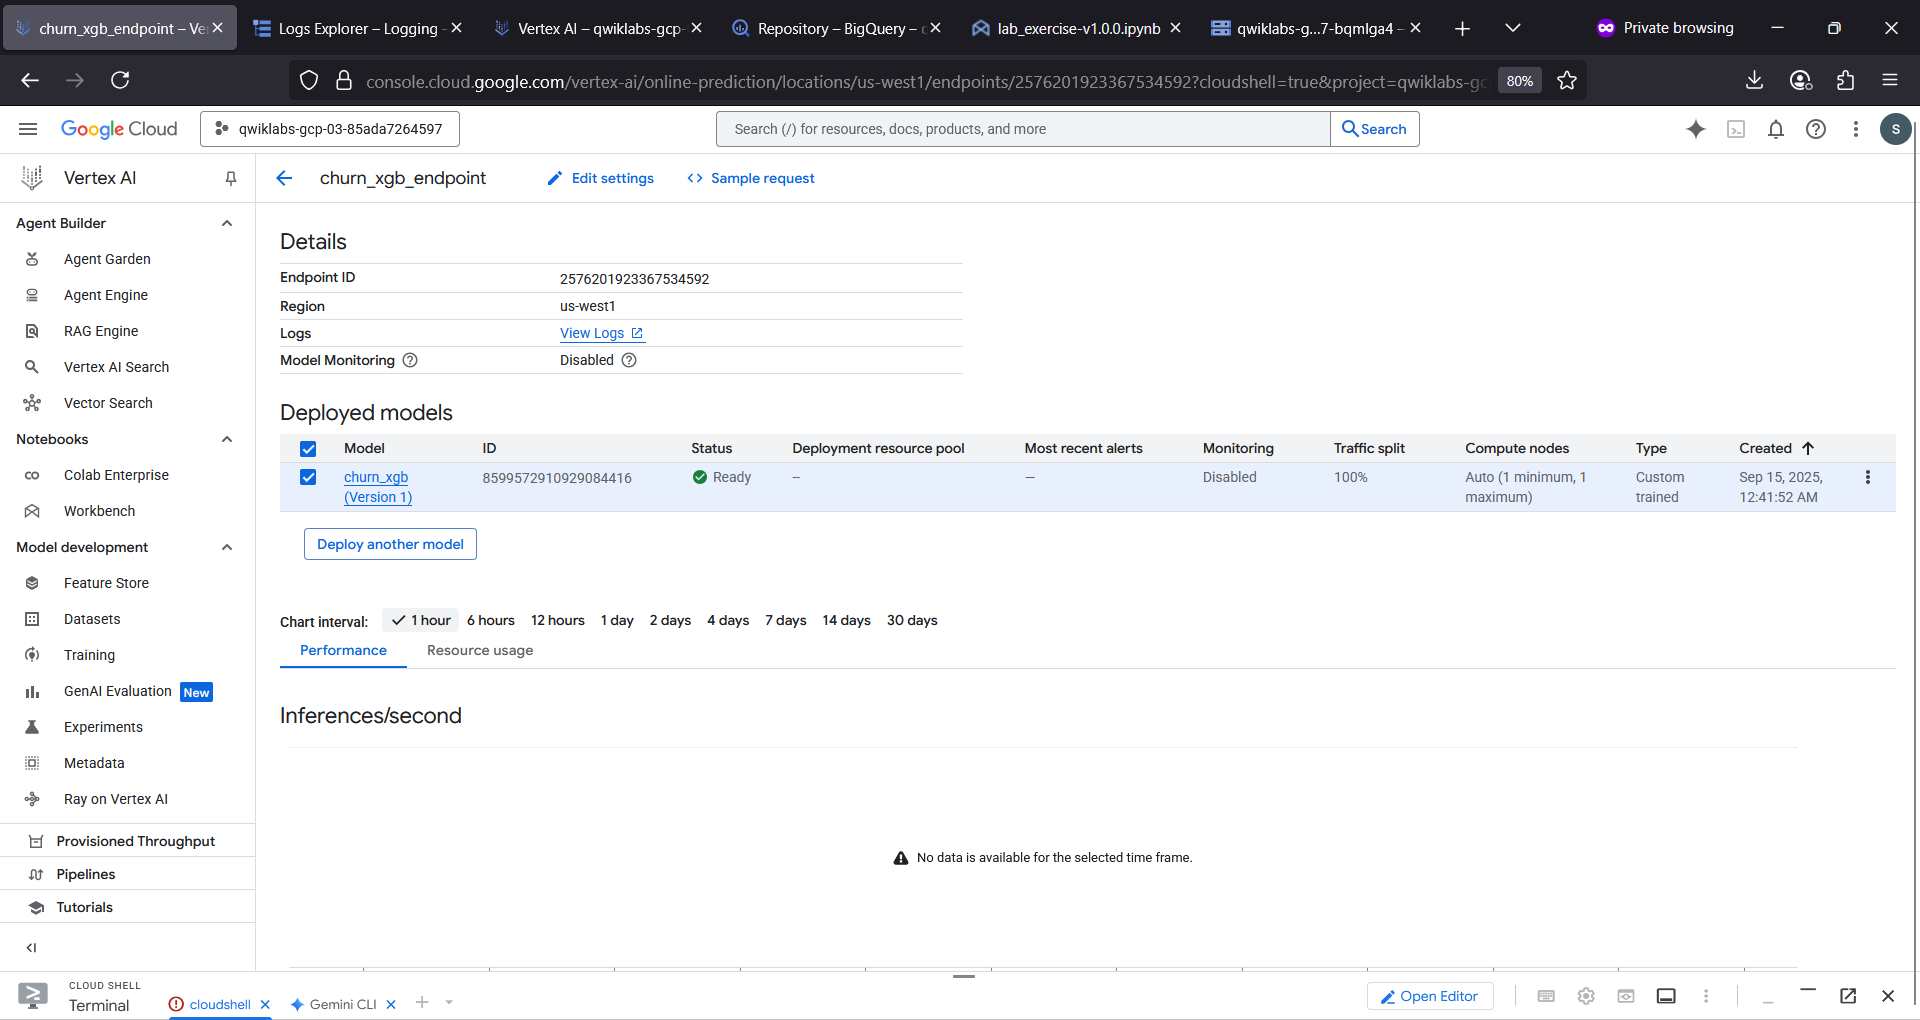 churn_xgb_endpoint – Ve
Logs Explorer – Logging
Vertex AI – qwiklabs-gcp-
Repository – BigQuery –
lab_exercise-v1.0.0.ipynb
qwiklabs-g...7-bqmlga4 –
Private browsing
console.cloud.google.com/vertex-ai/online-prediction/locations/us-west1/endpoints/2576201923367534592?cloudshell=true&project=qwiklabs-gc
80%
Google Cloud
qwiklabs-gcp-03-85ada7264597
Search (/) for resources, docs, products, and more
Search
S
Vertex AI
churn_xgb_endpoint
Edit settings
Sample request
Agent Builder
Agent Garden
Agent Engine
RAG Engine
Vertex AI Search
Vector Search
Notebooks
Colab Enterprise
Workbench
Model development
Feature Store
Datasets
Training
GenAI Evaluation New
Experiments
Metadata
Ray on Vertex AI
Provisioned Throughput
Pipelines
Tutorials
Details
Endpoint ID 2576201923367534592
Region us-west1
Logs View Logs
Model Monitoring Disabled
Deployed models
Model ID Status Deployment resource pool Most recent alerts Monitoring Traffic split Compute nodes Type Created
churn_xgb 8599572910929084416 Ready – — Disabled 100% Auto (1 minimum, 1 Custom Sep 15, 2025,
(Version 1) maximum) trained 12:41:52 AM
Deploy another model
Chart interval: 1 hour 6 hours 12 hours 1 day 2 days 4 days 7 days 14 days 30 days
Performance Resource usage
Inferences/second
No data is available for the selected time frame.
CLOUD SHELL
Terminal
cloudshell
Gemini CLI
Open Editor